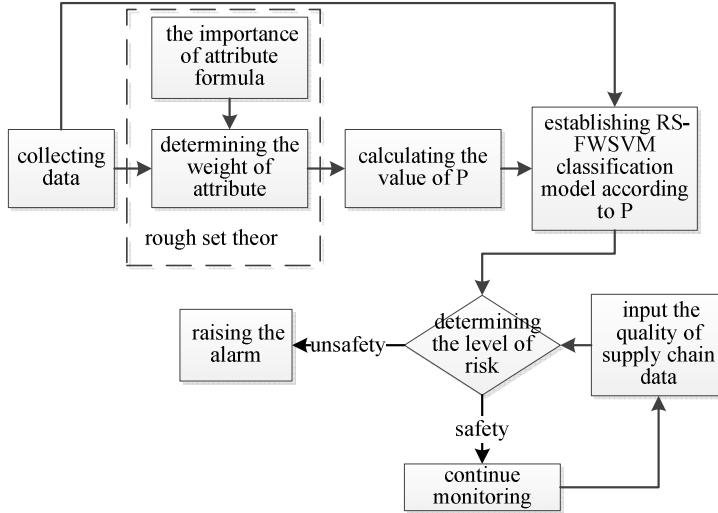 the importance
of attribute
formula
collecting
data
determining the
weight of
attribute
rough set theor
calculating the
value of P
establishing RS-
FWSVM
classification
model according
to P
determining
the level of
risk
unsafety
raising the
alarm
input the
quality of
supply chain
data
safety
continue
monitoring